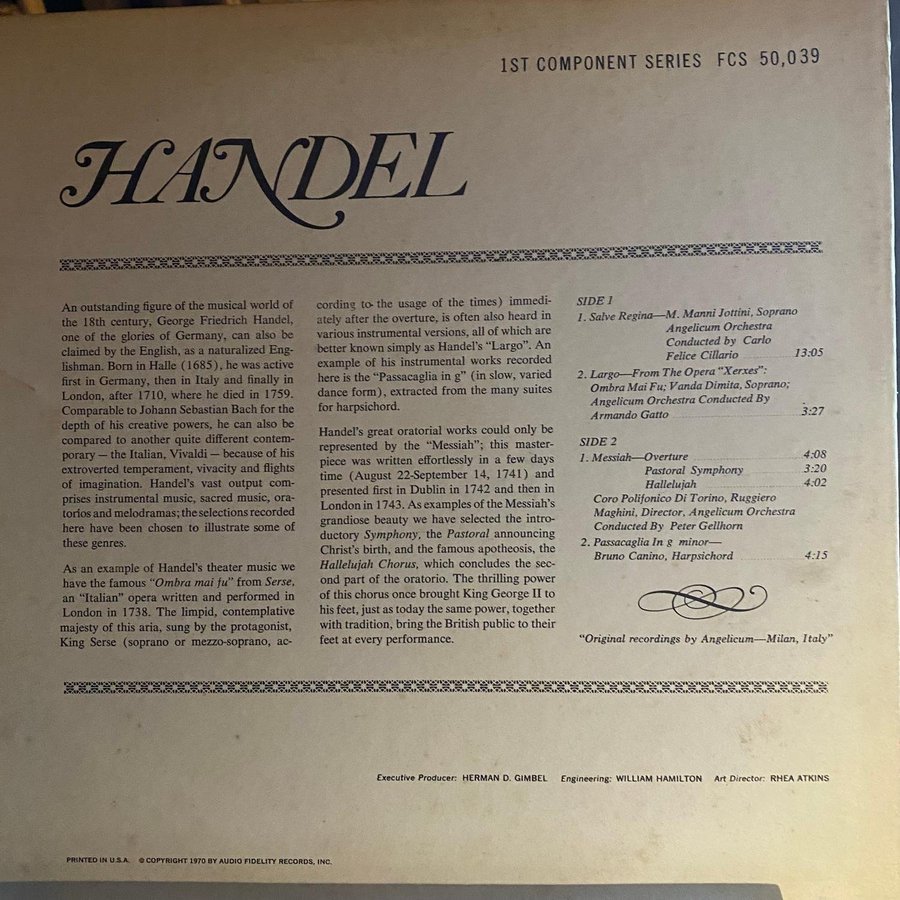 1ST COMPONENT SERIES FCS 50,039
HANDEL
An outstanding figure of the musical world of
the 18th century, George Friedrich Handel,
one of the glories of Germany, can also be
claimed by the English, as a naturalized Eng-
lishman. Born in Halle (1685), he was active
first in Germany, then in Italy and finally in
London, after 1710, where he died in 1759.
Comparable to Johann Sebastian Bach for the
depth of his creative powers, he can also be
compared to another quite different contem-
porary — the Italian, Vivaldi — because of his
extroverted temperament, vivacity and flights
of imagination. Handel's vast output com-
prises instrumental music, sacred music, ora-
torios and melodramas; the selections recorded
here have been chosen to illustrate some of
these genres.
As an example of Handel's theater music we
have the famous "Ombra mai fu" from Serse,
an "Italian" opera written and performed in
London in 1738. The limpid, contemplative
majesty of this aria, sung by the protagonist,
King Serse (soprano or mezzo-soprano, ac-
cording to the usage of the times) immedi-
ately after the overture, is often also heard in
various instrumental versions, all of which are
better known simply as Handel's "Largo". An
example of his instrumental works recorded
here is the "Passacaglia in g" (in slow, varied
dance form), extracted from the many suites
for harpsichord.
Handel's great oratorial works could only be
represented by the "Messiah"; this master-
piece was written effortlessly in a few days
time (August 22-September 14, 1741) and
presented first in Dublin in 1742 and then in
London in 1743. As examples of the Messiah's
grandiose beauty we have selected the intro-
ductory Symphony, the Pastoral announcing
Christ's birth, and the famous apotheosis, the
Hallelujah Chorus, which concludes the sec-
ond part of the oratorio. The thrilling power
of this chorus once brought King George II to
his feet, just as today the same power, together
with tradition, bring the British public to their
feet at every performance.
SIDE 1
1. Salve Regina—M. Manni Jottini, Soprano
Angelicum Orchestra
Conducted by Carlo
Felice Cillario 13:05
2. Largo—From The Opera "Xerxes":
Ombra Mai Fu; Vanda Dimita, Soprano;
Angelicum Orchestra Conducted By
Armando Gatto 3:27
SIDE 2
1. Messiah—Overture 4:08
Pastoral Symphony 3:20
Hallelujah 4:02
Coro Polifonico Di Torino, Ruggiero
Maghini, Director, Angelicum Orchestra
Conducted By Peter Gellhorn
2. Passacaglia In g minor—
Bruno Canino, Harpsichord 4:15
"Original recordings by Angelicum—Milan, Italy"
Executive Producer: HERMAN D. GIMBEL Engineering: WILLIAM HAMILTON Art Director: RHEA ATKINS
PRINTED IN U.S.A. © COPYRIGHT 1970 BY AUDIO FIDELITY RECORDS, INC.